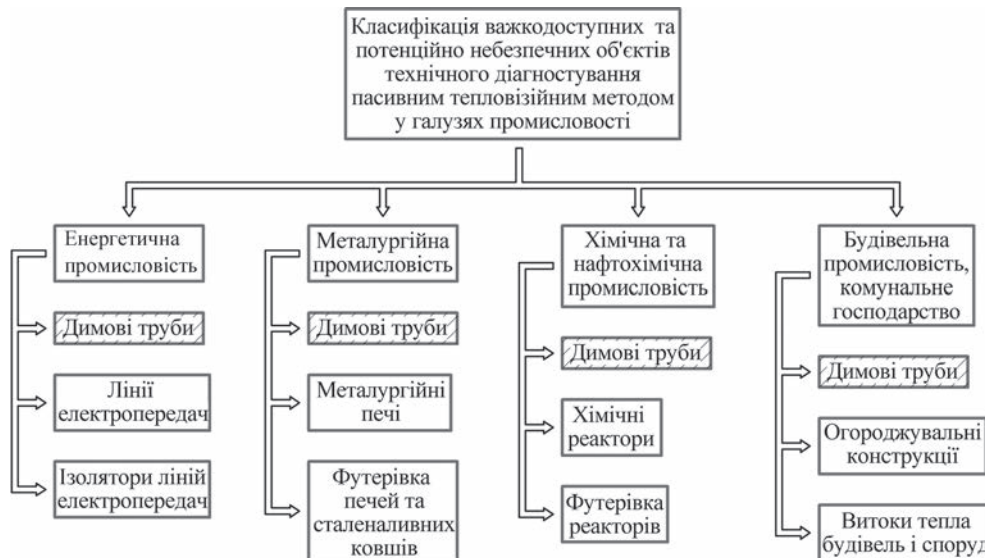 Класифікація важкодоступних та
потенційно небезпечних об'єктів
технічного діагностування
пасивним тепловізійним методом
у галузях промисловості
Енергетична
промисловість
Димові труби
Лінії
електропередач
Ізолятори ліній
електропередач
Металургійна
промисловість
Димові труби
Металургійні
печі
Футерівка
печей та
сталеналивних
ковшів
Хімічна та
нафтохімічна
промисловість
Димові труби
Хімічні
реактори
Футерівка
реакторів
Будівельна
промисловість,
комунальне
господарство
Димові труби
Огороджувальні
конструкції
Витоки тепла
будівель і споруд